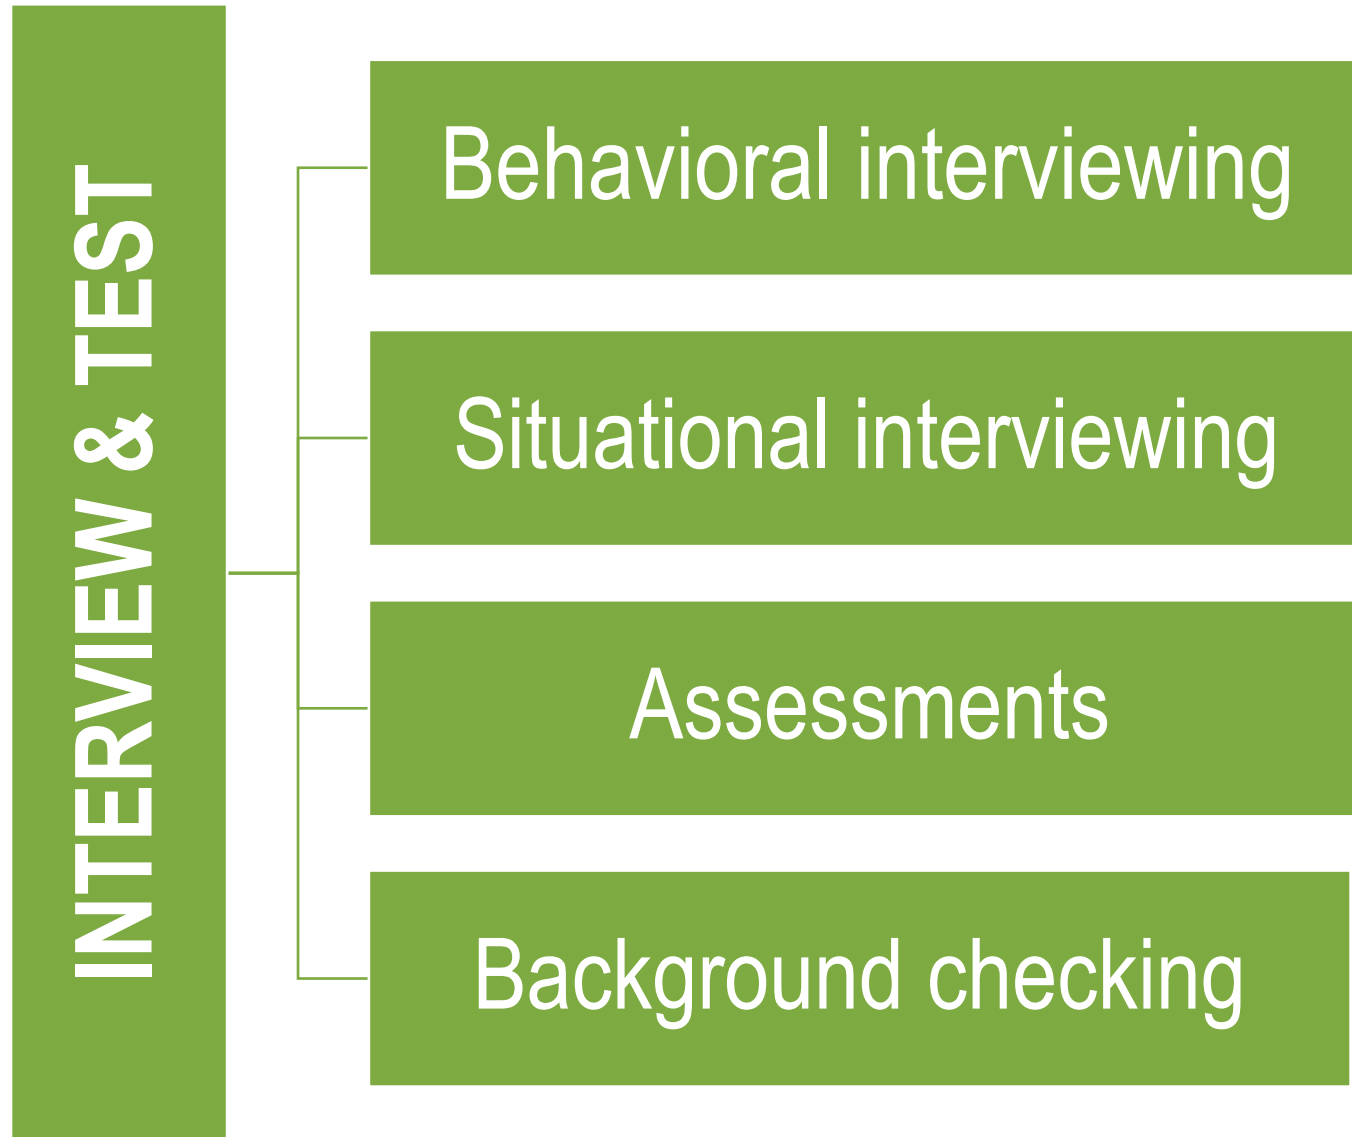 INTERVIEW & TEST
Behavioral interviewing
Situational interviewing
Assessments
Background checking